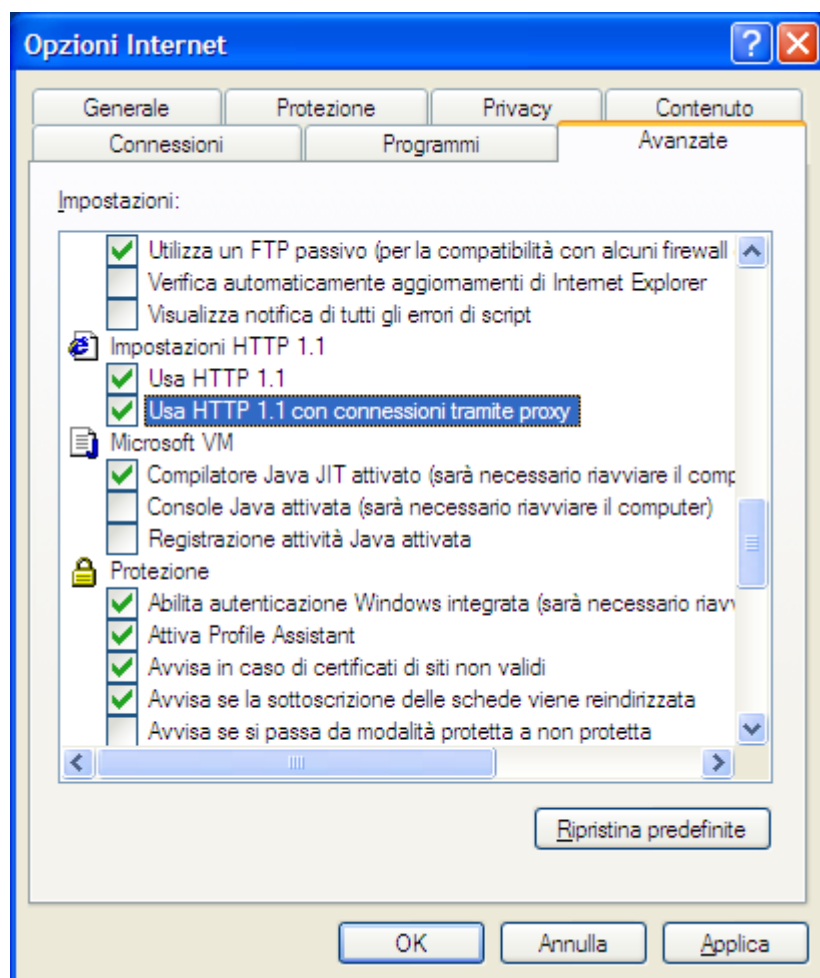 Opzioni Internet
Generale
Protezione
Privacy
Contenuto
Connessioni
Programmi
Avanzate
Impostazioni:
Utilizza un FTP passivo (per la compatibilità con alcuni firewall
Verifica automaticamente aggiornamenti di Internet Explorer
Visualizza notifica di tutti gli errori di script
Impostazioni HTTP 1.1
Usa HTTP 1.1
Usa HTTP 1.1 con connessioni tramite proxy
Microsoft VM
Compilatore Java JIT attivato (sarà necessario riavviare il comp
Console Java attivata (sarà necessario riavviare il computer)
Registrazione attività Java attivata
Protezione
Abilita autenticazione Windows integrata (sarà necessario riavv
Attiva Profile Assistant
Avvisa in caso di certificati di siti non validi
Avvisa se la sottoscrizione delle schede viene reindirizzata
Avvisa se si passa da modalità protetta a non protetta
Ripristina predefinite
OK
Annulla
Applica